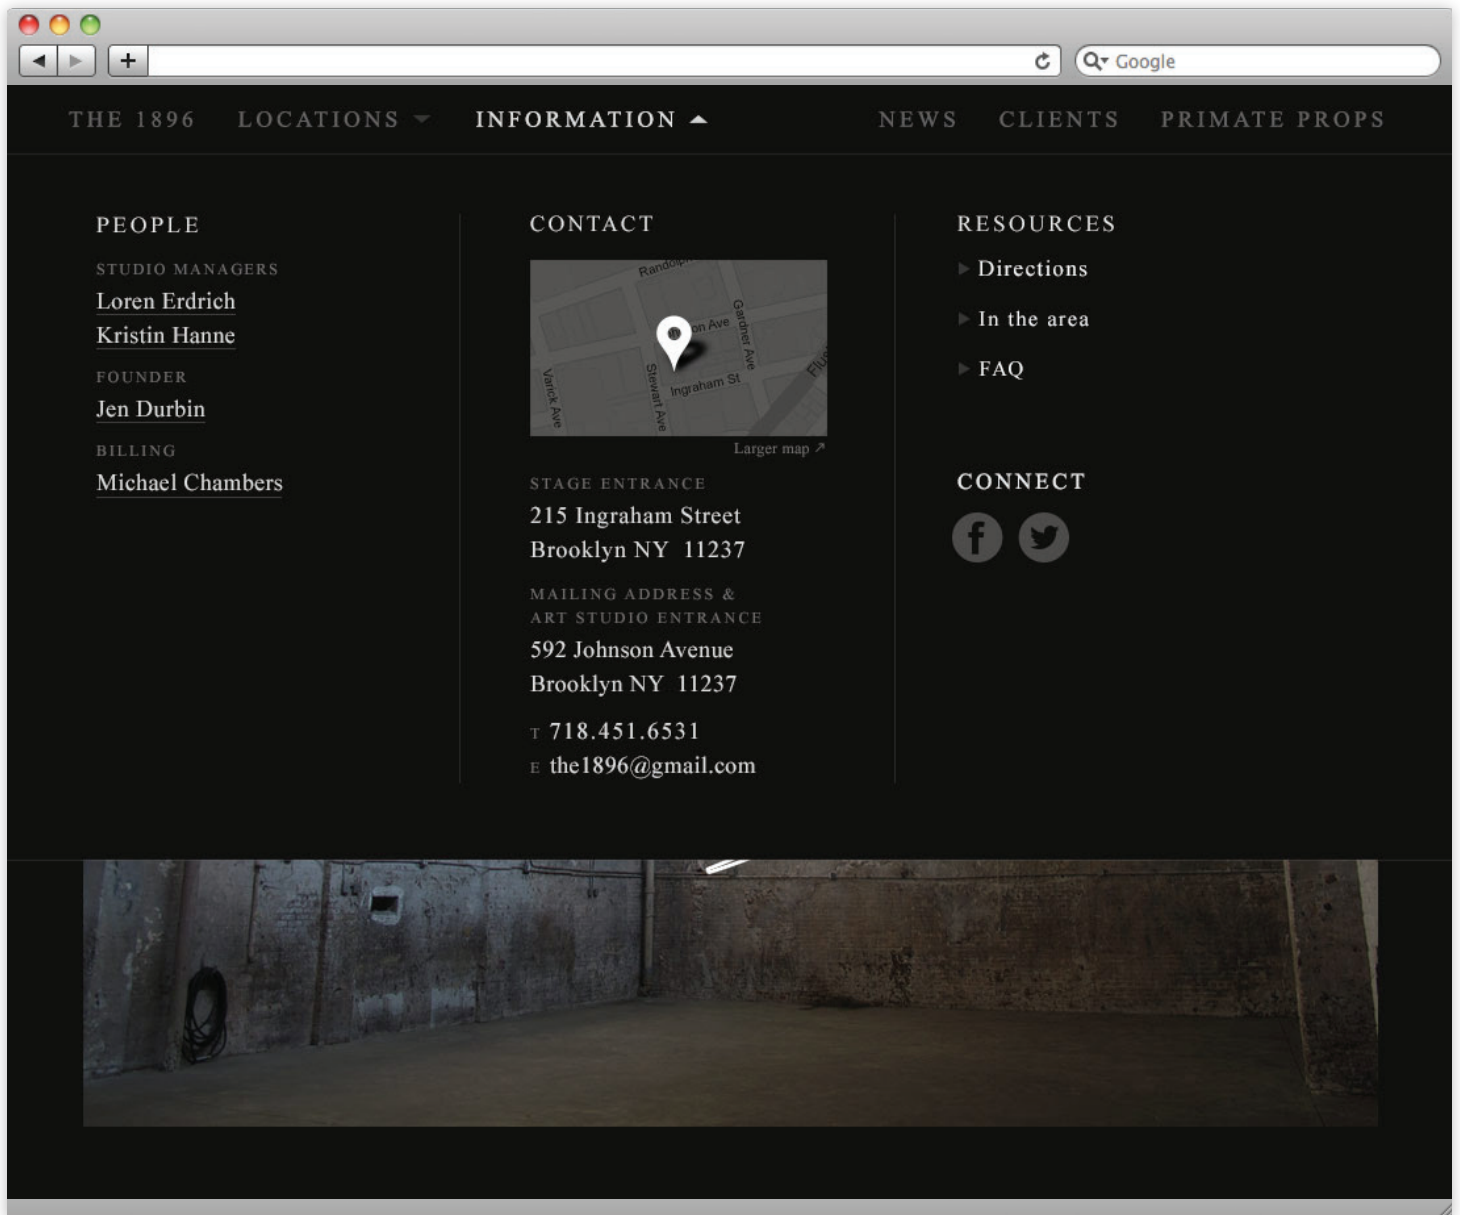 Google
THE 1896 LOCATIONS INFORMATION NEWS CLIENTS PRIMATE PROPS
PEOPLE
STUDIO MANAGERS
Loren Erdrich
Kristin Hanne
FOUNDER
Jen Durbin
BILLING
Michael Chambers
CONTACT
Gardner Ave
Ingraham St
Stewart Ave
Varick Ave
Larger map ↗
STAGE ENTRANCE
215 Ingraham Street
Brooklyn NY 11237
MAILING ADDRESS &
ART STUDIO ENTRANCE
592 Johnson Avenue
Brooklyn NY 11237
T 718.451.6531
E the1896@gmail.com
RESOURCES
Directions
In the area
FAQ
CONNECT